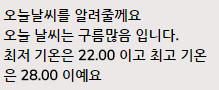 오늘날씨를 알려줄께요
오늘 날씨는 구름많음 입니다.
최저 기온은 22.00 이고 최고 기온
은 28.00 이예요